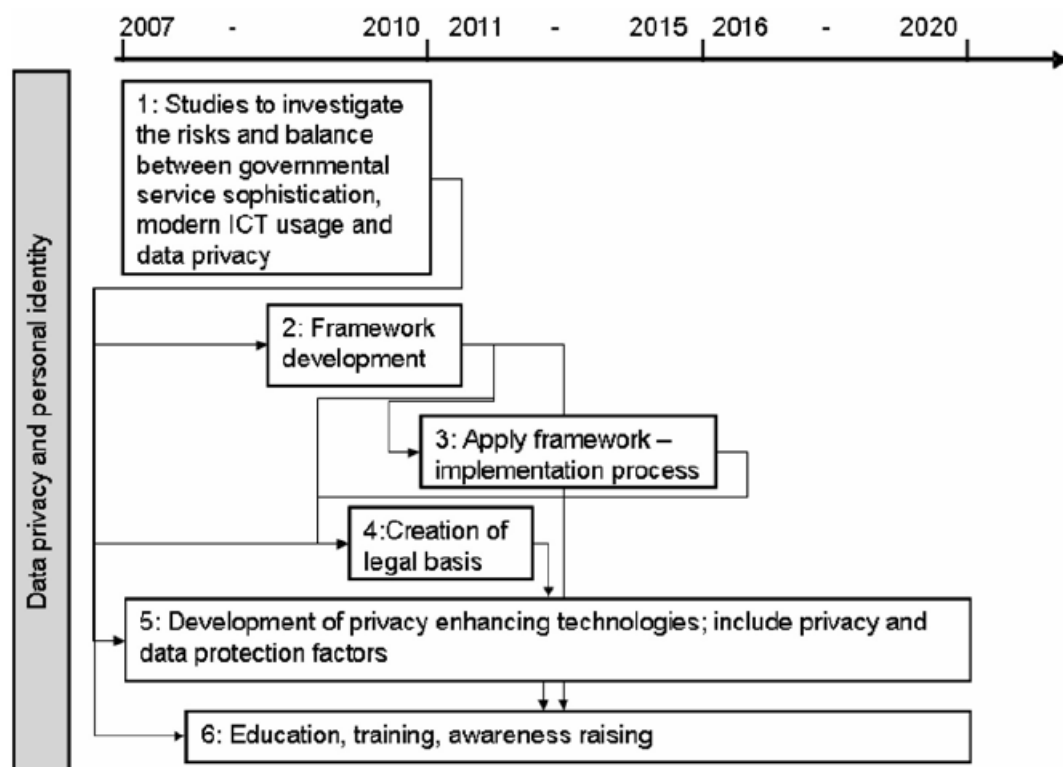 2007 - 2010 2011 - 2015 2016 - 2020
Data privacy and personal identity
1: Studies to investigate
the risks and balance
between governmental
service sophistication,
modern ICT usage and
data privacy
2: Framework
development
3: Apply framework –
implementation process
4:Creation of
legal basis
5: Development of privacy enhancing technologies; include privacy and
data protection factors
6: Education, training, awareness raising